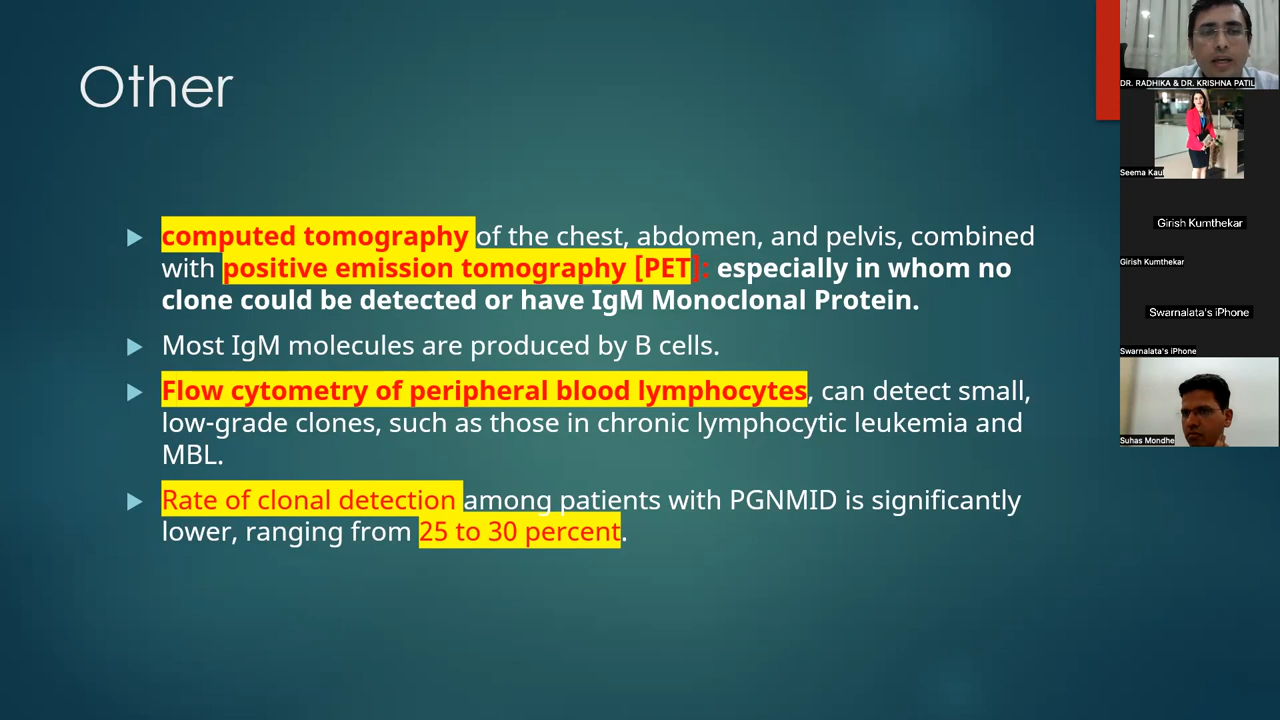 Other
computed tomography of the chest, abdomen, and pelvis, combined
with positive emission tomography [PET]: especially in whom no
clone could be detected or have IgM Monoclonal Protein.
Most IgM molecules are produced by B cells.
Flow cytometry of peripheral blood lymphocytes, can detect small,
low-grade clones, such as those in chronic lymphocytic leukemia and
MBL.
Rate of clonal detection among patients with PGNMID is significantly
lower, ranging from 25 to 30 percent.
DR. RADHIKA & DR. KRISHNA PATIL
Seema Kaul
Girish Kumthekar
Girish Kumthekar
Swarnalata's iPhone
Swarnalata's iPhone
Suhas Mondhe